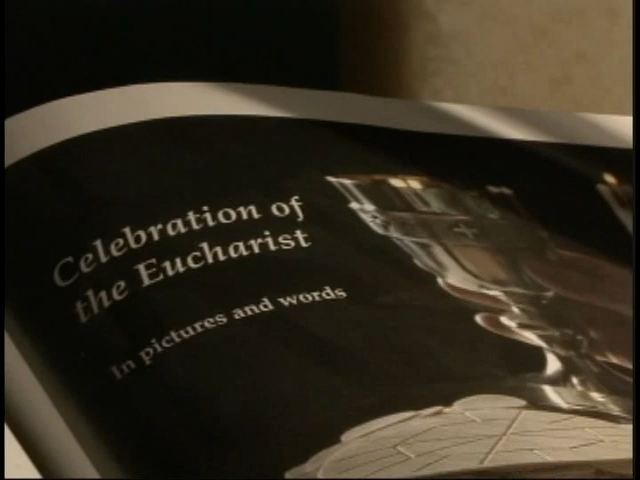 Celebration of
the Eucharist
In pictures and words